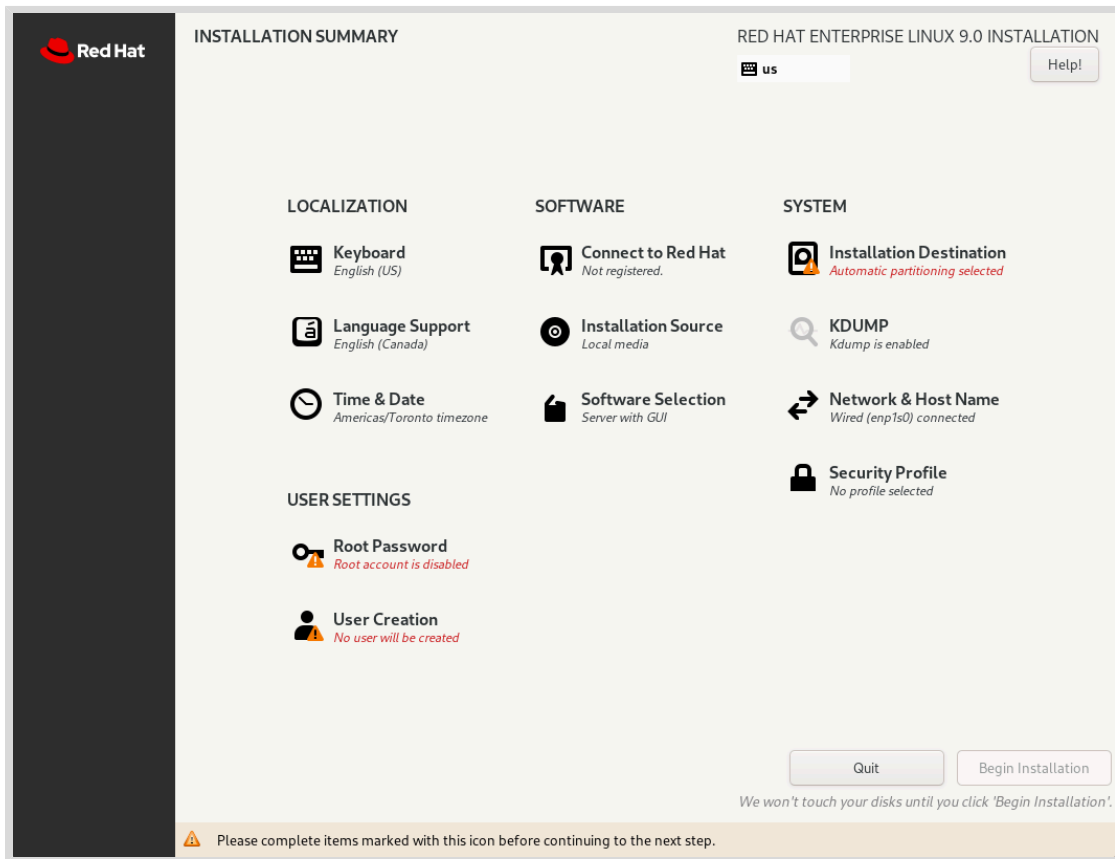 Red Hat
INSTALLATION SUMMARY
RED HAT ENTERPRISE LINUX 9.0 INSTALLATION
us
Help!
LOCALIZATION
Keyboard
English (US)
Language Support
English (Canada)
Time & Date
Americas/Toronto timezone
SOFTWARE
Connect to Red Hat
Not registered.
Installation Source
Local media
Software Selection
Server with GUI
SYSTEM
Installation Destination
Automatic partitioning selected
KDUMP
Kdump is enabled
Network & Host Name
Wired (enp1s0) connected
Security Profile
No profile selected
USER SETTINGS
Root Password
Root account is disabled
User Creation
No user will be created
Quit
Begin Installation
We won't touch your disks until you click 'Begin Installation'.
Please complete items marked with this icon before continuing to the next step.